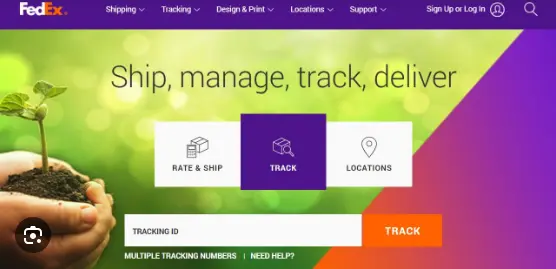 FedEx. Shipping Tracking Design & Print Locations Support Sign Up or Log In
Ship, manage, track, deliver
RATE & SHIP TRACK LOCATIONS
TRACKING ID TRACK
MULTIPLE TRACKING NUMBERS | NEED HELP?